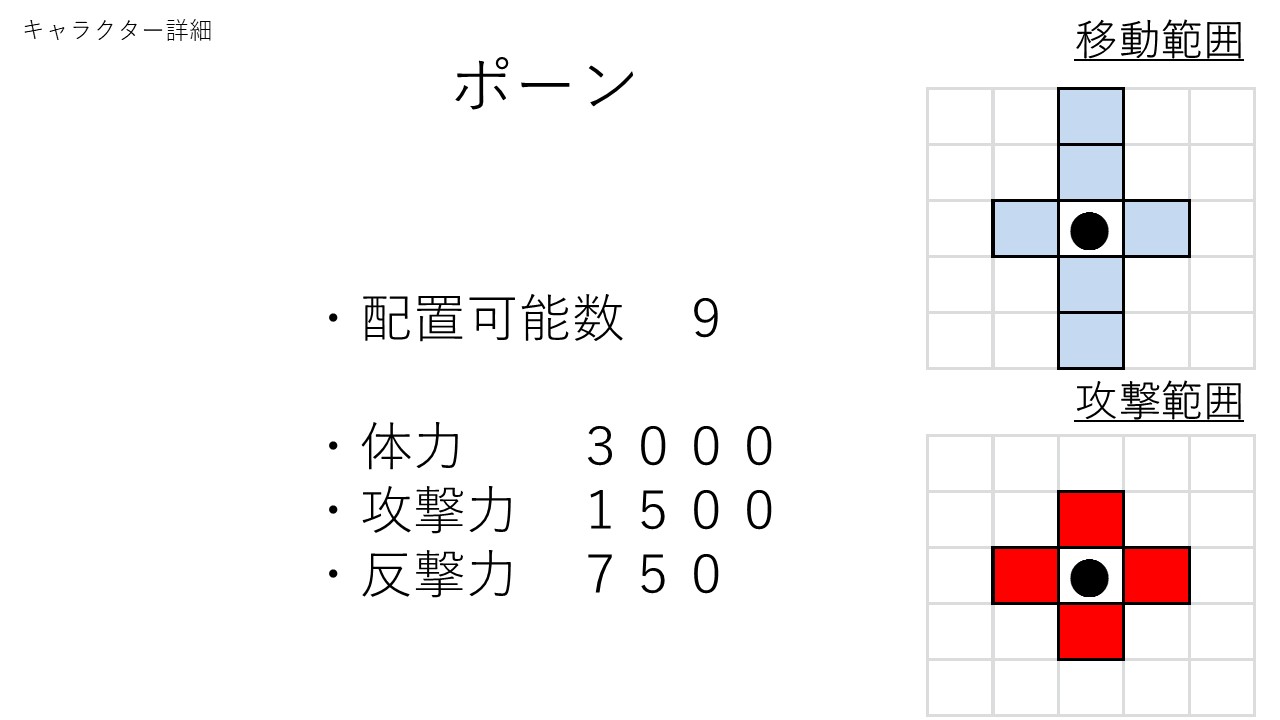 キャラクター詳細
ポーン
・配置可能数　９
・体力　　３０００
・攻撃力　１５００
・反撃力　７５０
移動範囲
攻撃範囲